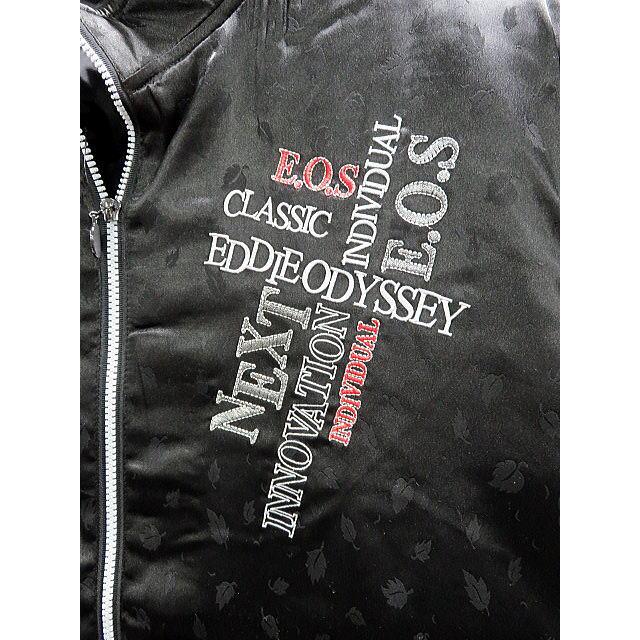 E.O.S
INDIVIDUAL
E.O.S
CLASSIC
EDDIEODYSSEY
NEXT
INNOVATION
INDIVIDUAL